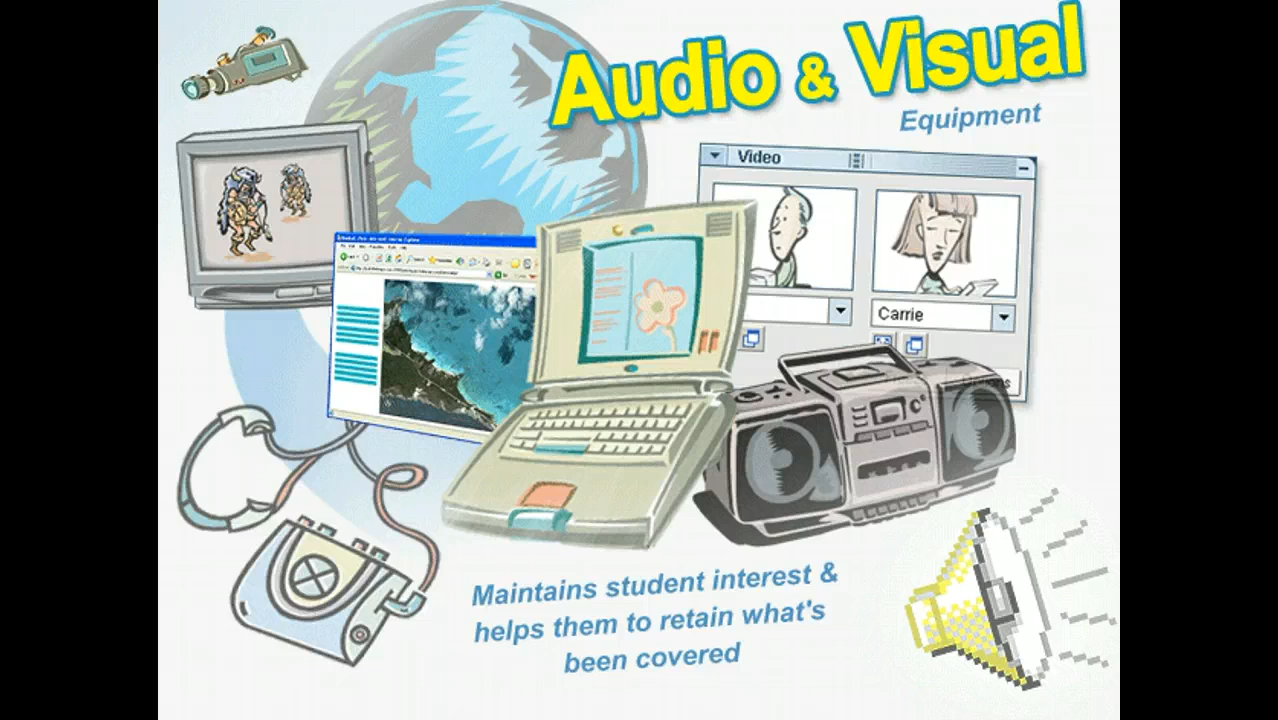 Audio & Visual
Equipment
Video
Carrie
Maintains student interest &
helps them to retain what's
been covered